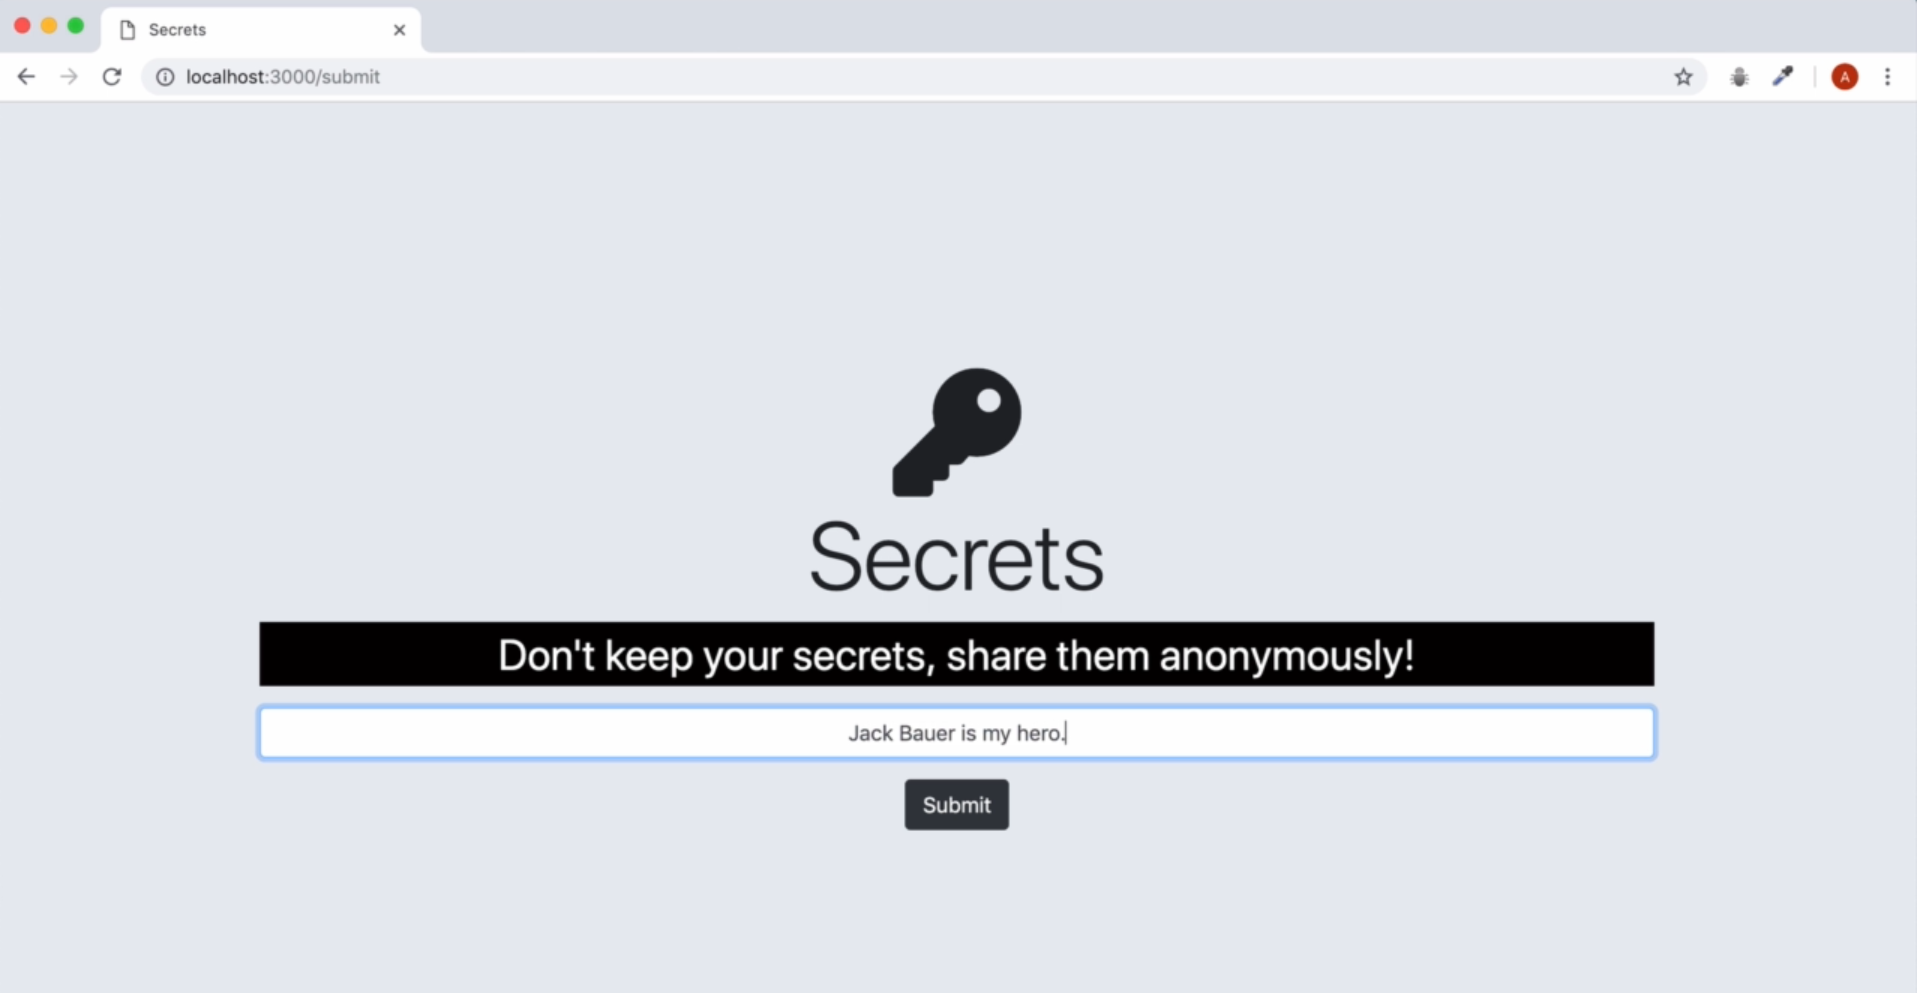 Secrets
localhost:3000/submit
A
Secrets
Don't keep your secrets, share them anonymously!
Jack Bauer is my hero.
Submit